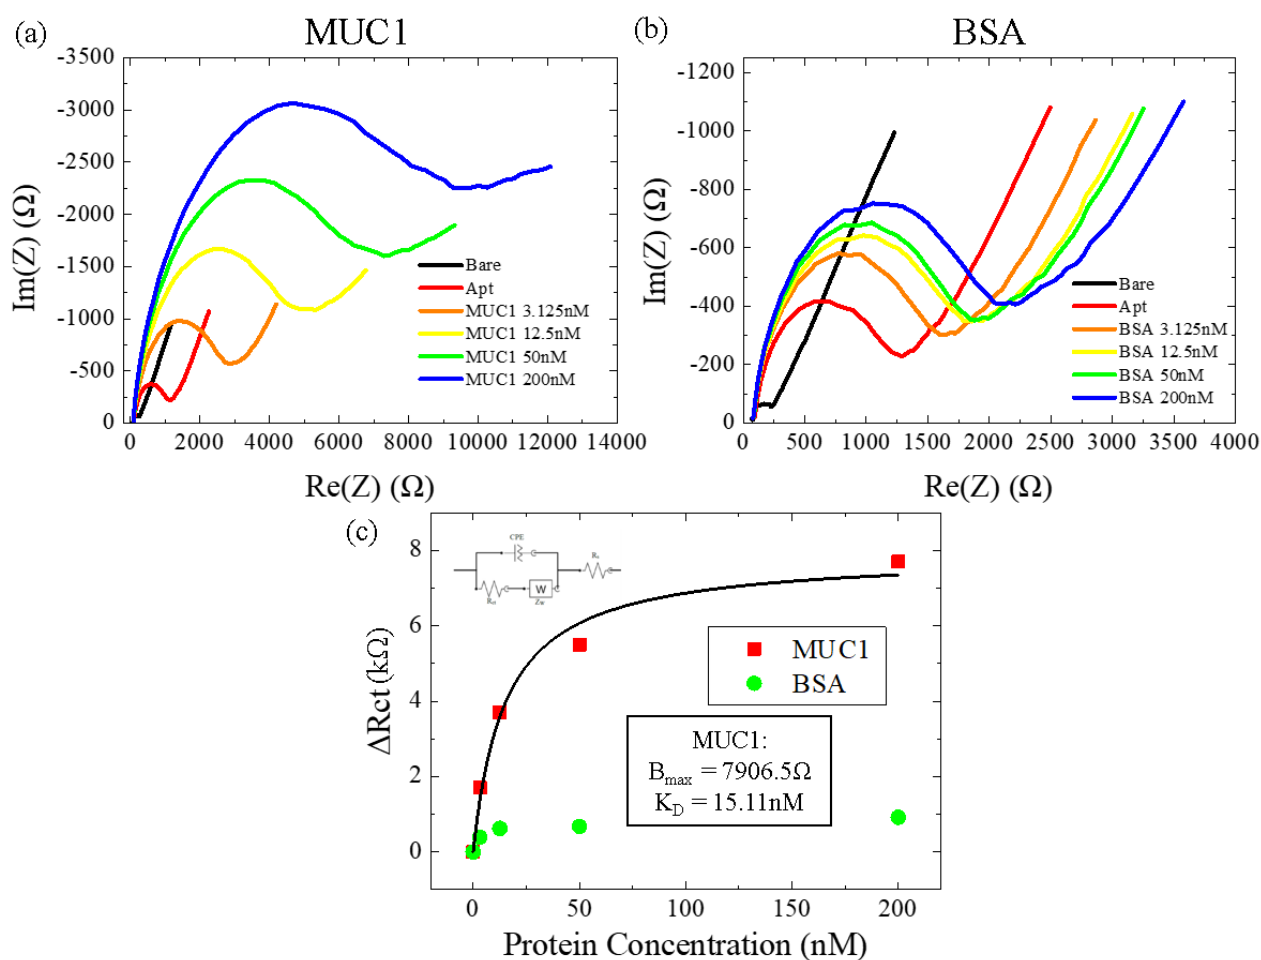 (a)
MUC1
-3500
-3000
-2500
-2000
-1500
-1000
-500
0
Im(Z) (Ω)
Bare
Apt
MUC1 3.125nM
MUC1 12.5nM
MUC1 50nM
MUC1 200nM
0 2000 4000 6000 8000 10000 12000 14000
Re(Z) (Ω)
(b)
BSA
-1200
-1000
-800
-600
-400
-200
0
Im(Z) (Ω)
Bare
Apt
BSA 3.125nM
BSA 12.5nM
BSA 50nM
BSA 200nM
0 500 1000 1500 2000 2500 3000 3500 4000
Re(Z) (Ω)
(c)
8
6
4
2
0
ΔRct (kΩ)
CPE
W
MUC1
BSA
MUC1:
Bmax = 7906.5Ω
KD = 15.11nM
0 50 100 150 200
Protein Concentration (nM)